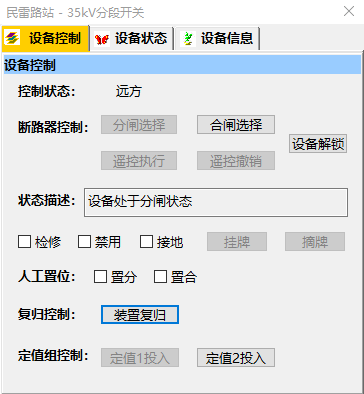 民雷路站 - 35kV分段开关
设备控制 设备状态 设备信息
设备控制
控制状态: 远方
断路器控制: 分闸选择 合闸选择
设备解锁
遥控执行 遥控撤销
状态描述: 设备处于分闸状态
检修 禁用 接地 挂牌 摘牌
人工置位: 置分 置合
复归控制: 装置复归
定值组控制: 定值1投入 定值2投入